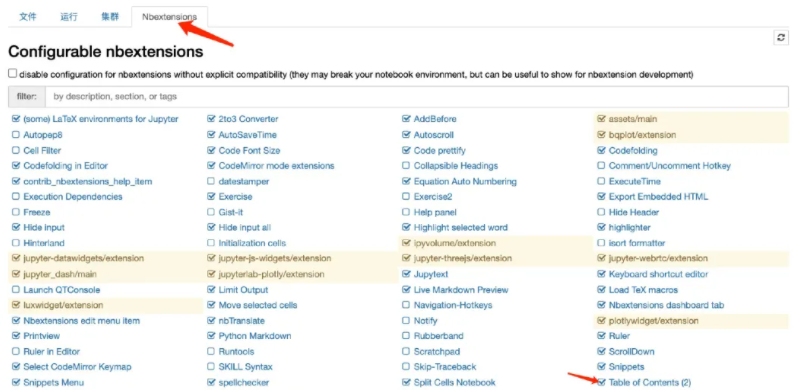 文件 运行 集群 Nbextensions
Configurable nbextensions
disable configuration for nbextensions without explicit compatibility (they may break your notebook environment, but can be useful to show for nbextension development)
filter: by description, section, or tags
(some) LaTeX environments for Jupyter 2to3 Converter AddBefore assets/main
Autopep8 AutoSaveTime Autoscroll bqplot/extension
Cell Filter Code Font Size Code prettify Codefolding
Codefolding in Editor CodeMirror mode extensions Collapsible Headings Comment/Uncomment Hotkey
contrib_nbextensions_help_item datestamper Equation Auto Numbering ExecuteTime
Execution Dependencies Exercise Exercise2 Export Embedded HTML
Freeze Gist-it Help panel Hide Header
Hide input Hide input all Highlight selected word highlighter
Hinterland Initialization cells ipyvolume/extension isort formatter
jupyter-datawidgets/extension jupyter-js-widgets/extension jupyter-threejs/extension jupyter-webrtc/extension
jupyter_dash/main jupyterlab-plotly/extension Jupytext Keyboard shortcut editor
Launch QTConsole Limit Output Live Markdown Preview Load TeX macros
luxwidget/extension Move selected cells Navigation-Hotkeys Nbextensions dashboard tab
Nbextensions edit menu item nbTranslate Notify plotlywidget/extension
Printview Python Markdown Rubberband Ruler
Ruler in Editor Runtools Scratchpad ScrollDown
Select CodeMirror Keymap SKILL Syntax Skip-Traceback Snippets
Snippets Menu spellchecker Split Cells Notebook Table of Contents (2)